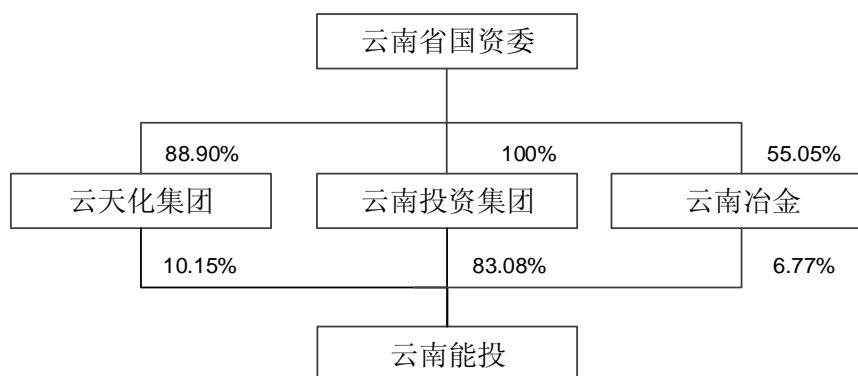 云南省国资委
88.90% 100% 55.05%
云天化集团 云南投资集团 云南冶金
10.15% 83.08% 6.77%
云南能投